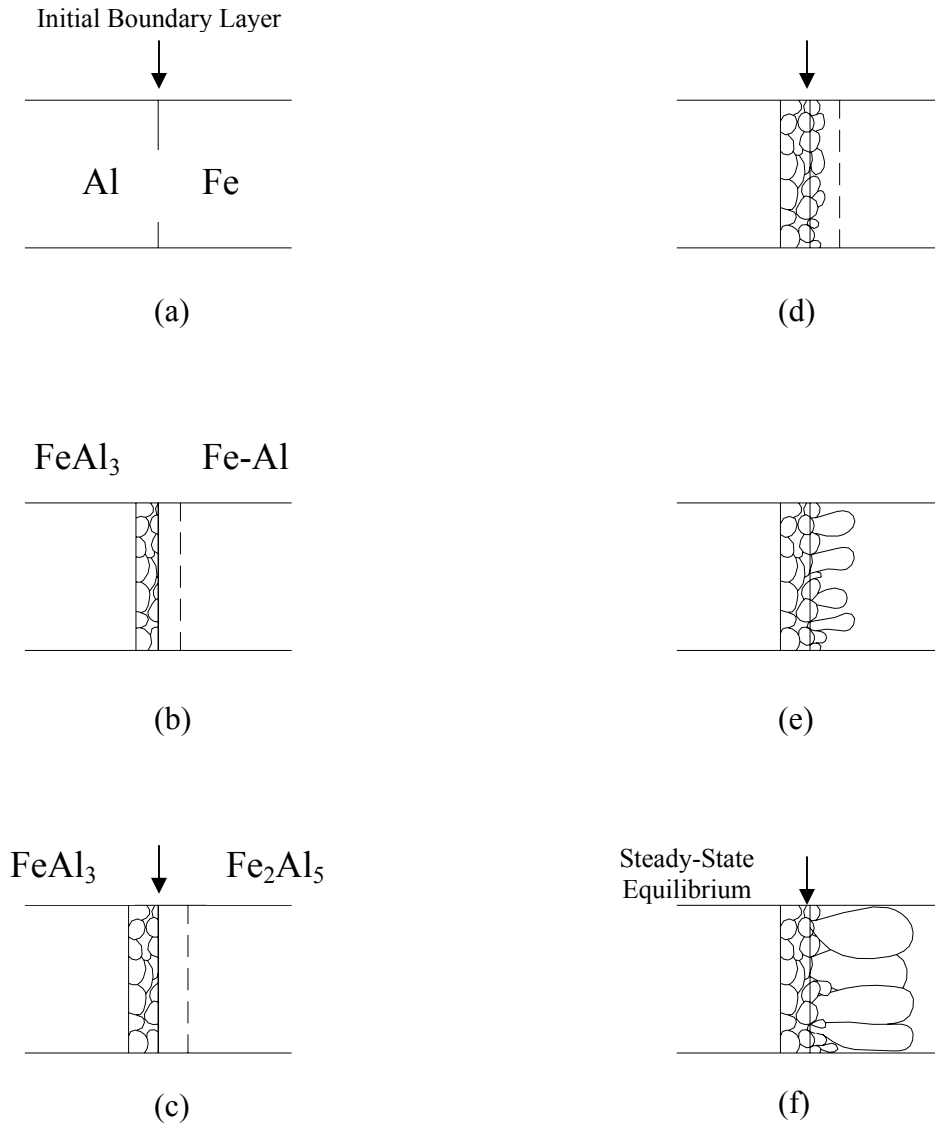 Initial Boundary Layer
Al Fe
(a)
FeAl₃ Fe-Al
(b)
FeAl₃ Fe₂Al₅
(c)
(d)
(e)
Steady-State
Equilibrium
(f)